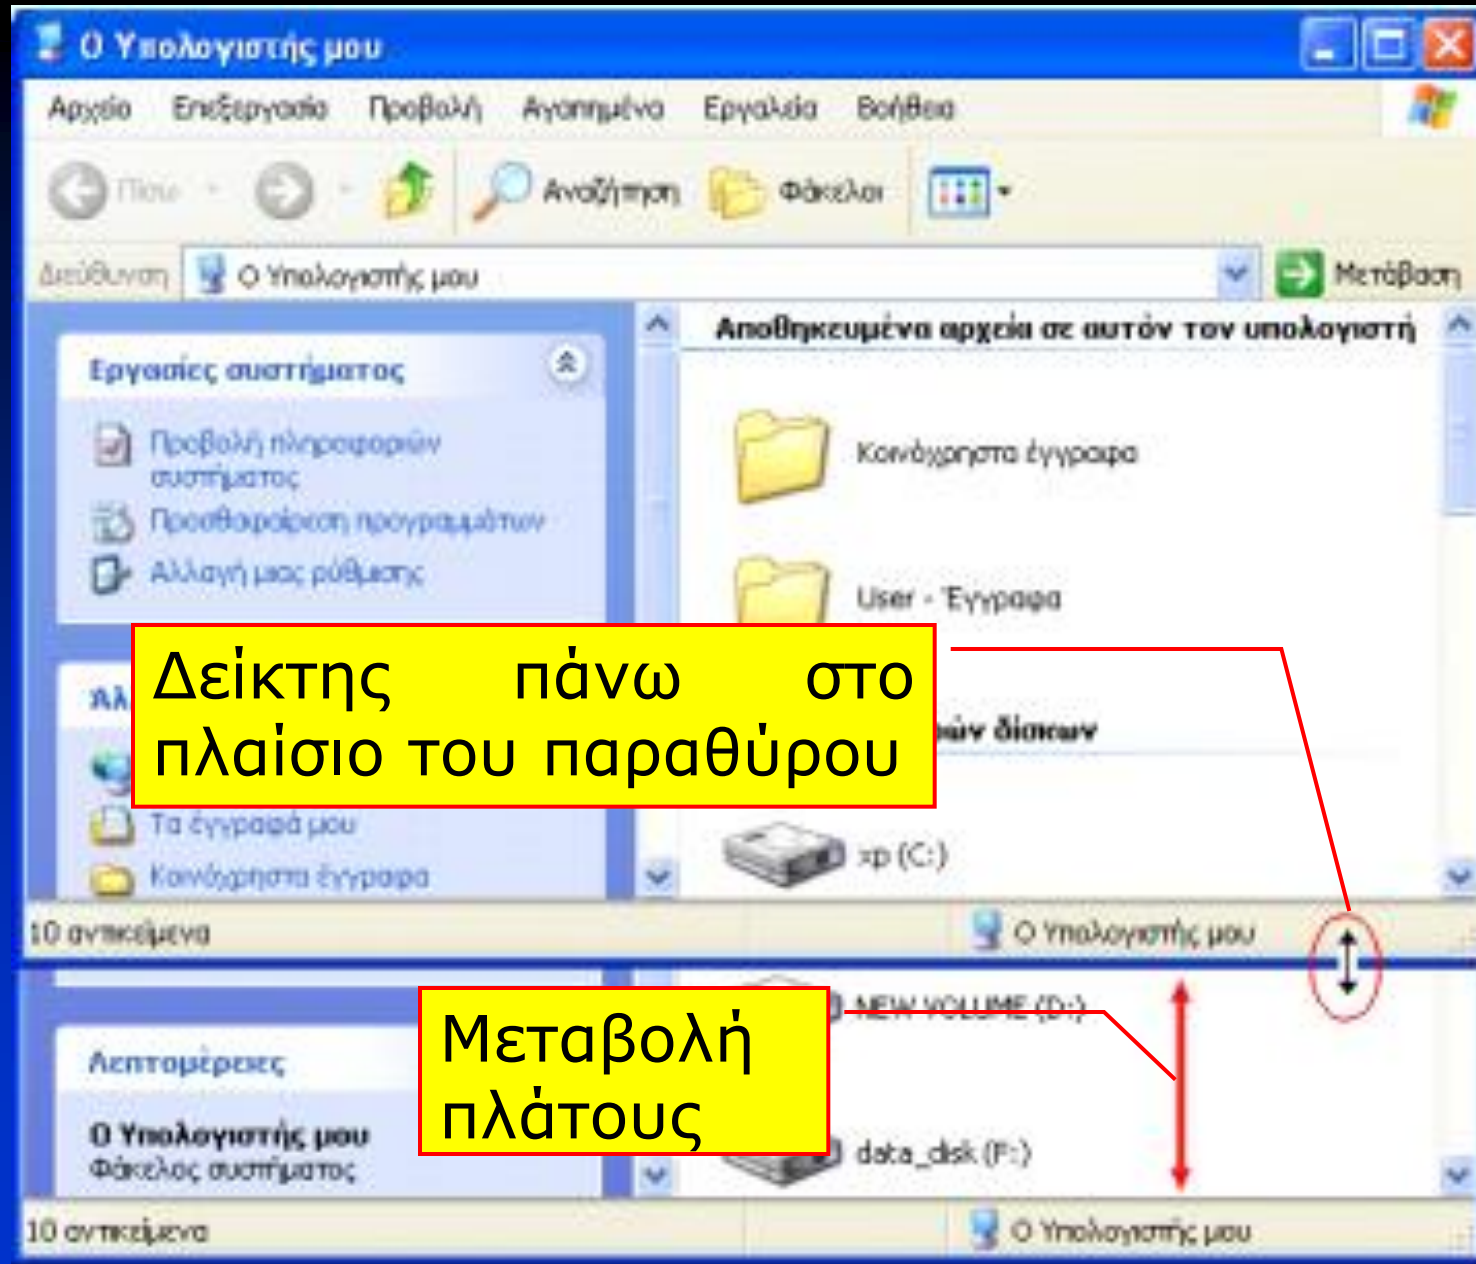 Ο Υπολογιστής μου
Αρχείο Επεξεργασία Προβολή Αγαπημένα Εργαλεία Βοήθεια
Πίσω Αναζήτηση Φάκελοι
Διεύθυνση Ο Υπολογιστής μου Μετάβαση
Εργασίες συστήματος
Προβολή πληροφοριών
συστήματος
Προσθαφαίρεση προγραμμάτων
Αλλαγή μιας ρύθμισης
Αποθηκευμένα αρχεία σε αυτόν τον υπολογιστή
Κοινόχρηστα έγγραφα
User - Έγγραφα
Δείκτης πάνω στο
πλαίσιο του παραθύρου
δίσκων
Τα έγγραφά μου
Κοινόχρηστα έγγραφα
xp (C:)
10 αντικείμενα Ο Υπολογιστής μου
NEW VOLUME (D:)
Μεταβολή
πλάτους
Λεπτομέρειες
Ο Υπολογιστής μου
Φάκελος συστήματος
data_disk (F:)
10 αντικείμενα Ο Υπολογιστής μου